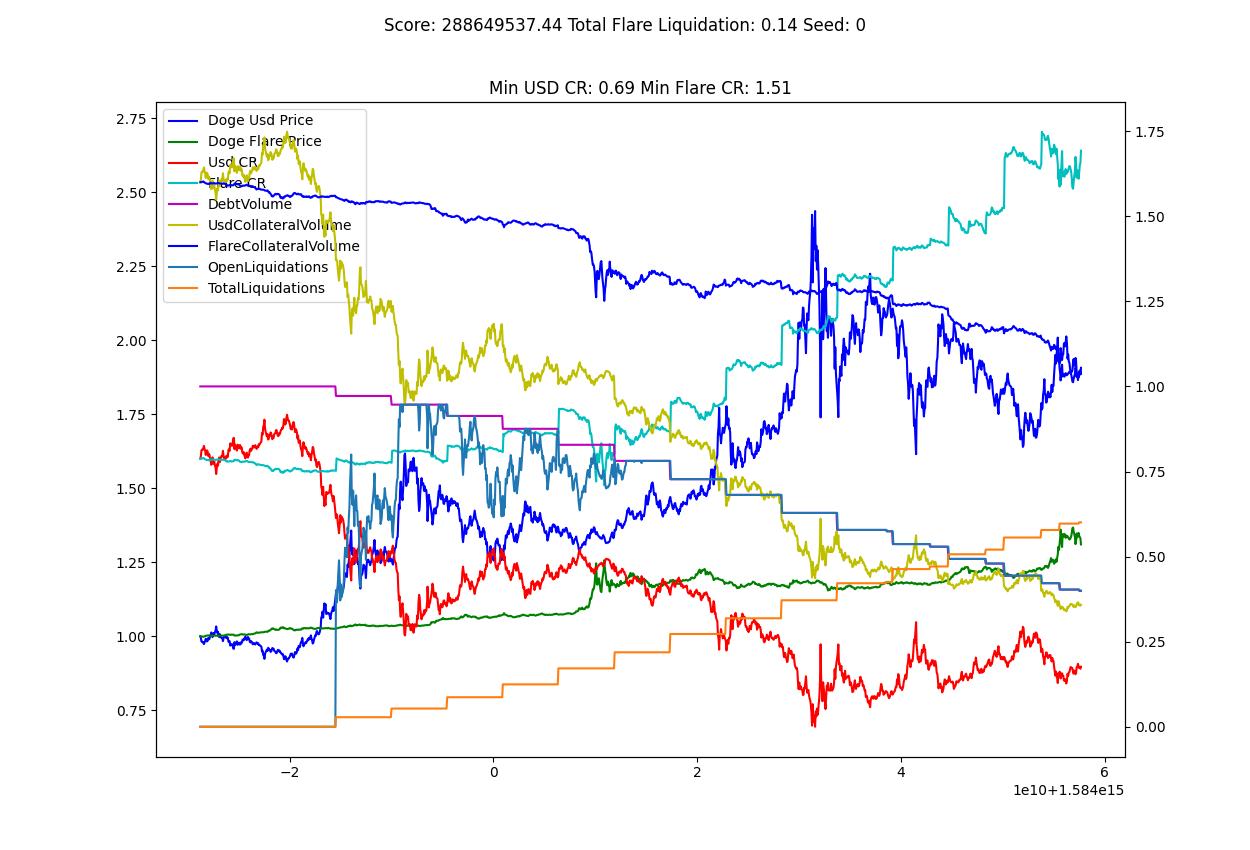 Score: 288649537.44 Total Flare Liquidation: 0.14 Seed: 0
Min USD CR: 0.69 Min Flare CR: 1.51
Doge Usd Price
Doge Flare Price
Usd CR
Flare CR
DebtVolume
UsdCollateralVolume
FlareCollateralVolume
OpenLiquidations
TotalLiquidations
2.75
2.50
2.25
2.00
1.75
1.50
1.25
1.00
0.75
1.75
1.50
1.25
1.00
0.75
0.50
0.25
0.00
−2 0 2 4 6
1e10+1.584e15